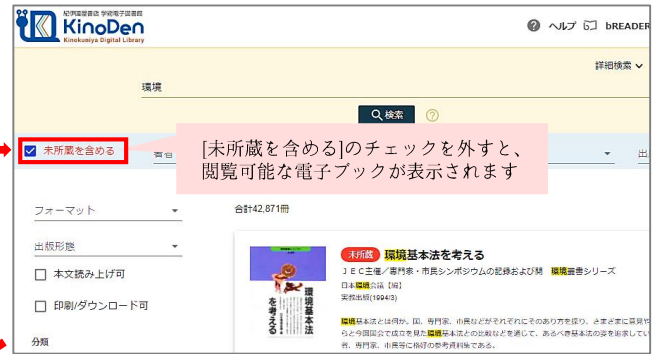 紀伊國屋書店 学術電子図書館
KinoDen
Kinokuniya Digital Library
ヘルプ bREADER
詳細検索
環境
検索
未所蔵を含める
著者
出
[未所蔵を含める]のチェックを外すと、
閲覧可能な電子ブックが表示されます
フォーマット
合計42,871冊
出版形態
本文読み上げ可
印刷/ダウンロード可
分類
環境基本法を考える
未所蔵 環境基本法を考える
ＪＥＣ主催／専門家・市民シンポジウムの記録および開 環境叢書シリーズ
日本環境会議【編】
実教出版(1994/3)
環境基本法とは何か。国、専門家、市民などがそれぞれにそのあり方を探り、さまざまに意見や
らと今国国会で成立を見た環境基本法との比較などを通じて、あるべき基本法の姿を追求してい
者、専門家、市民等に格好の参考資料集である。